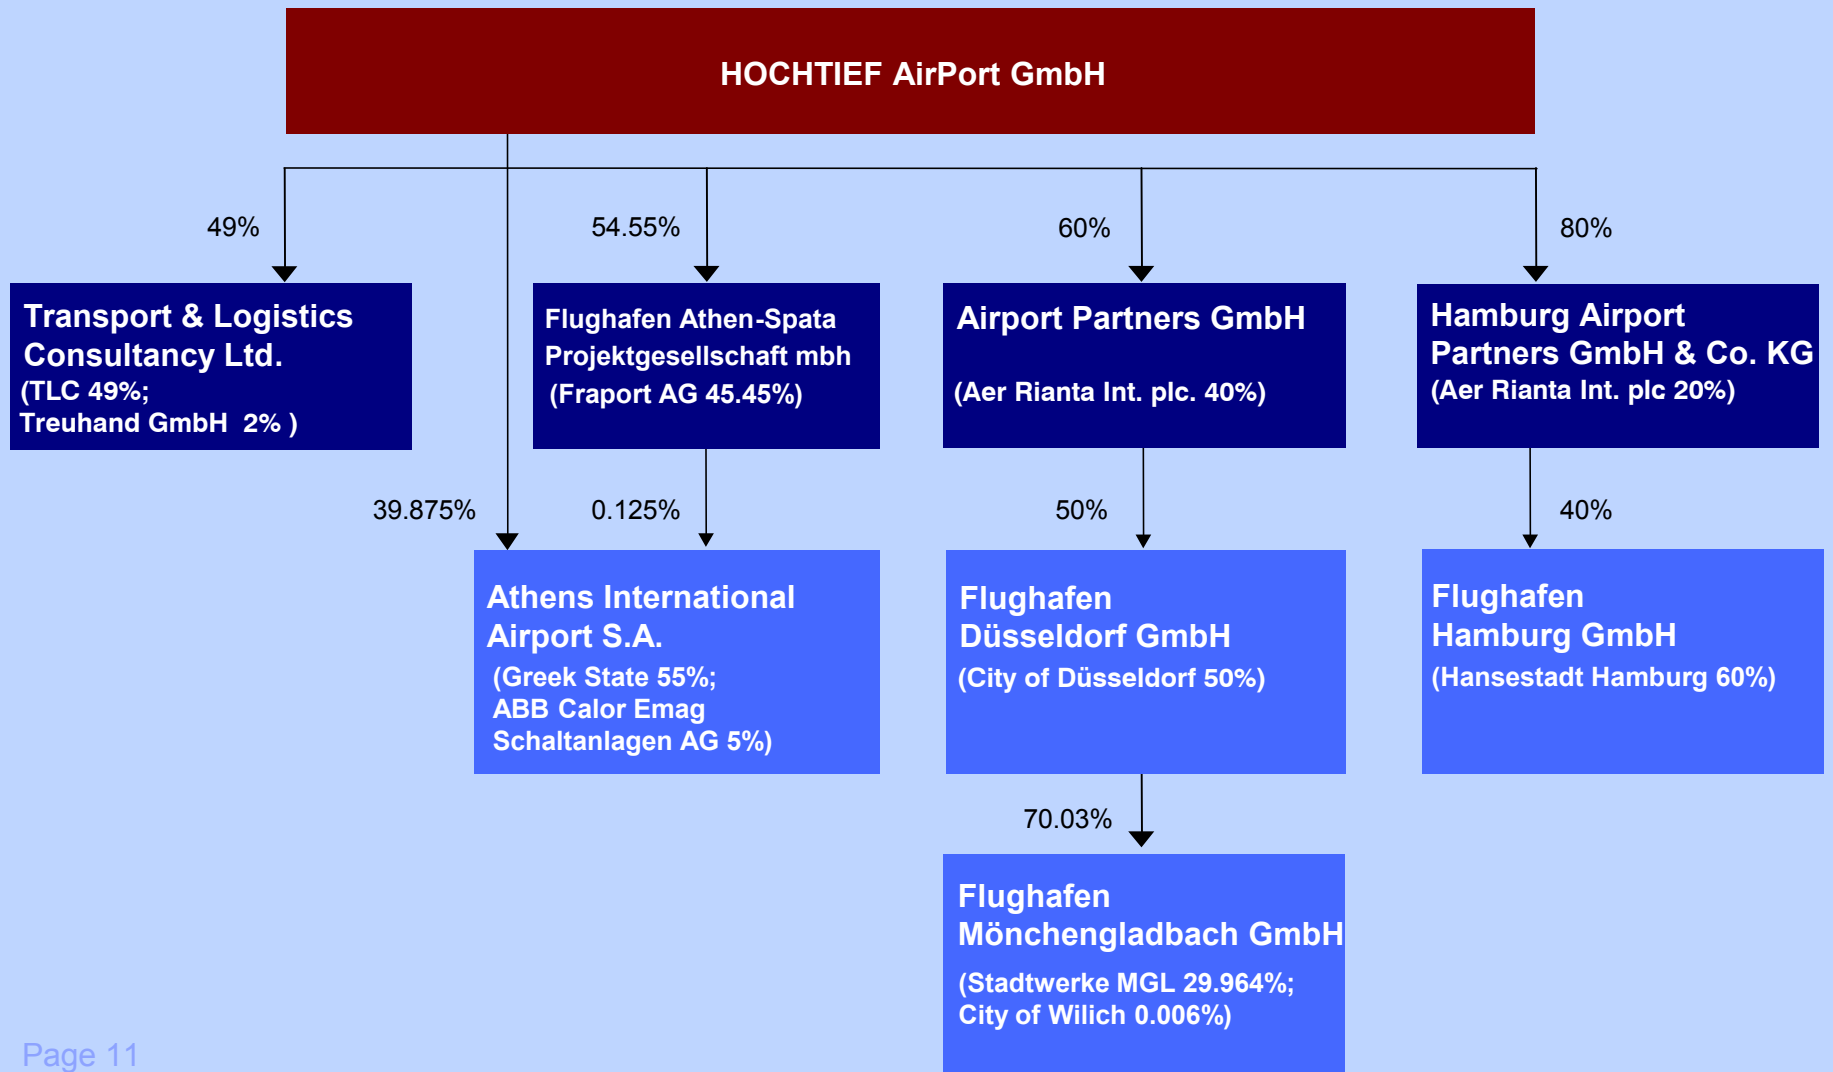 HOCHTIEF AirPort GmbH
49%
54.55%
60%
80%
Transport & Logistics
Consultancy Ltd.
(TLC 49%;
Treuhand GmbH 2% )
Flughafen Athen-Spata
Projektgesellschaft mbh
(Fraport AG 45.45%)
Airport Partners GmbH
(Aer Rianta Int. plc. 40%)
Hamburg Airport
Partners GmbH & Co. KG
(Aer Rianta Int. plc 20%)
39.875%
0.125%
50%
40%
Athens International
Airport S.A.
(Greek State 55%;
ABB Calor Emag
Schaltanlagen AG 5%)
Flughafen
Düsseldorf GmbH
(City of Düsseldorf 50%)
Flughafen
Hamburg GmbH
(Hansestadt Hamburg 60%)
70.03%
Flughafen
Mönchengladbach GmbH
(Stadtwerke MGL 29.964%;
City of Wilich 0.006%)
Page 11